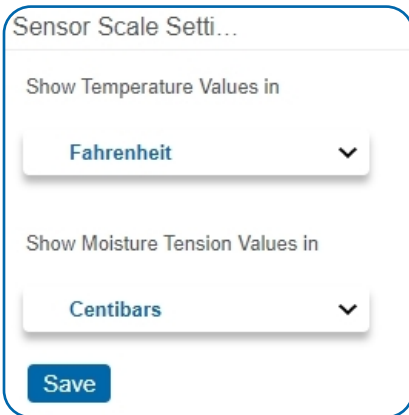 Sensor Scale Setti...
Show Temperature Values in
Fahrenheit
Show Moisture Tension Values in
Centibars
Save